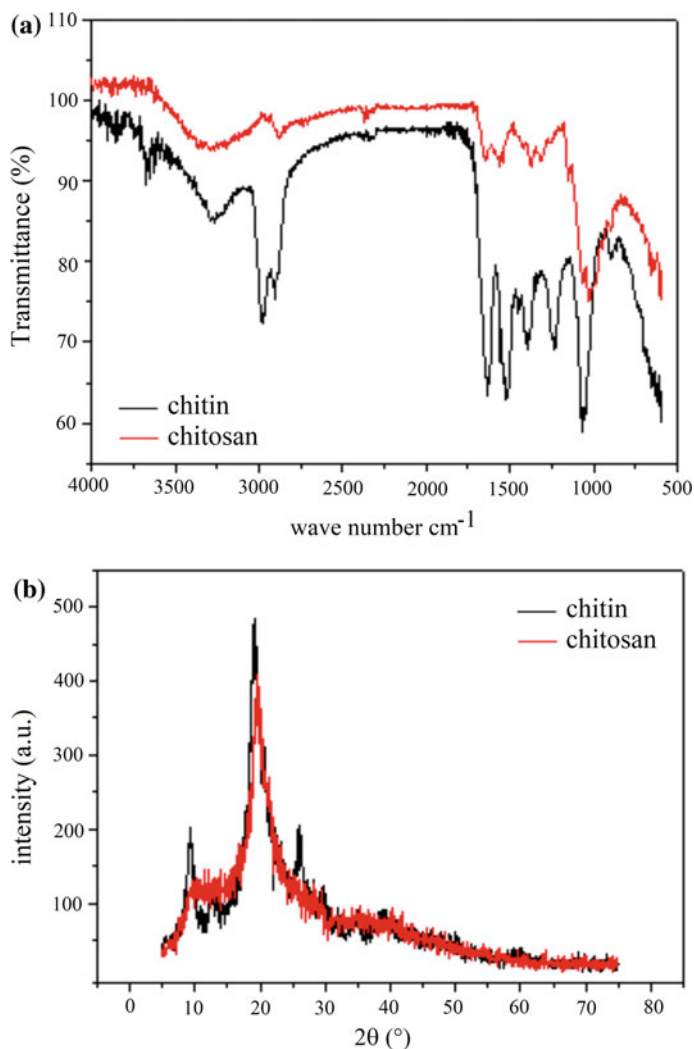 (a)
110
100
90
80
70
60
Transmittance (%)
chitin
chitosan
4000 3500 3000 2500 2000 1500 1000 500
wave number cm-1
(b)
500
400
300
200
100
intensity (a.u.)
chitin
chitosan
0 10 20 30 40 50 60 70 80
2θ (°)